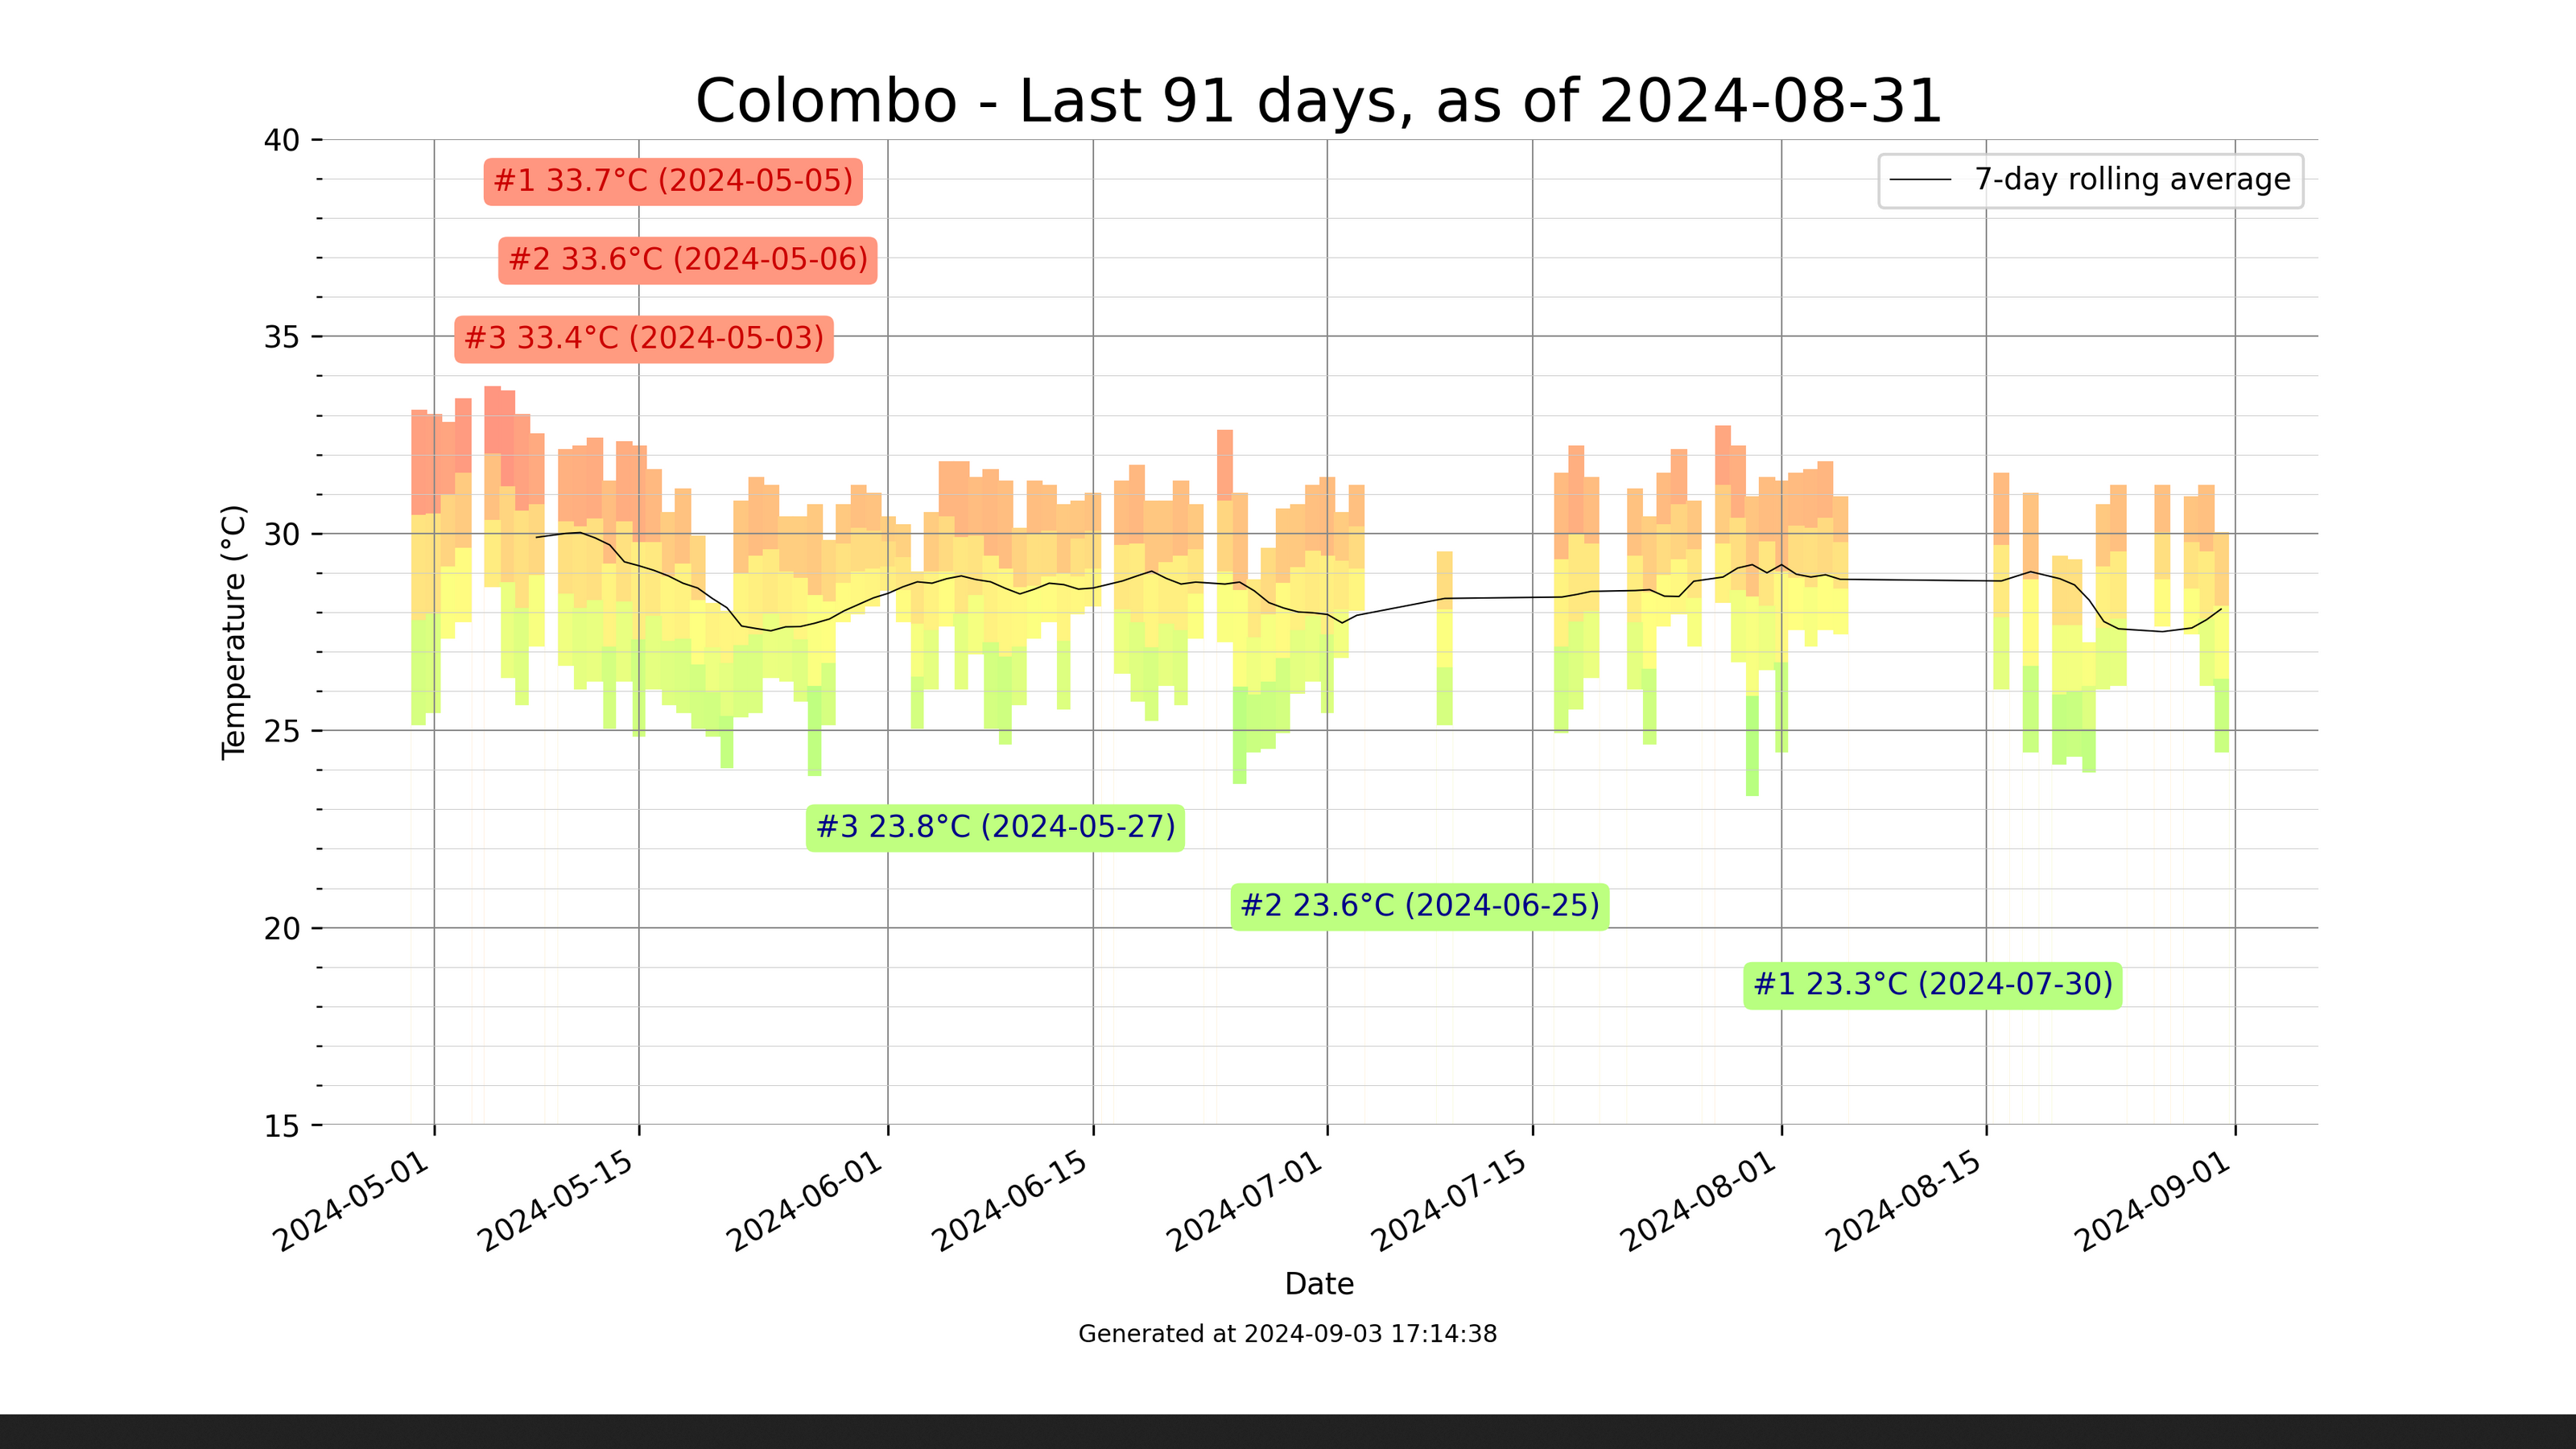 Colombo - Last 91 days, as of 2024-08-31
40
35
30
25
20
15
Temperature (°C)
#1 33.7°C (2024-05-05)
#2 33.6°C (2024-05-06)
#3 33.4°C (2024-05-03)
7-day rolling average
#3 23.8°C (2024-05-27)
#2 23.6°C (2024-06-25)
#1 23.3°C (2024-07-30)
2024-05-01
2024-05-15
2024-06-01
2024-06-15
2024-07-01
2024-07-15
2024-08-01
2024-08-15
2024-09-01
Date
Generated at 2024-09-03 17:14:38